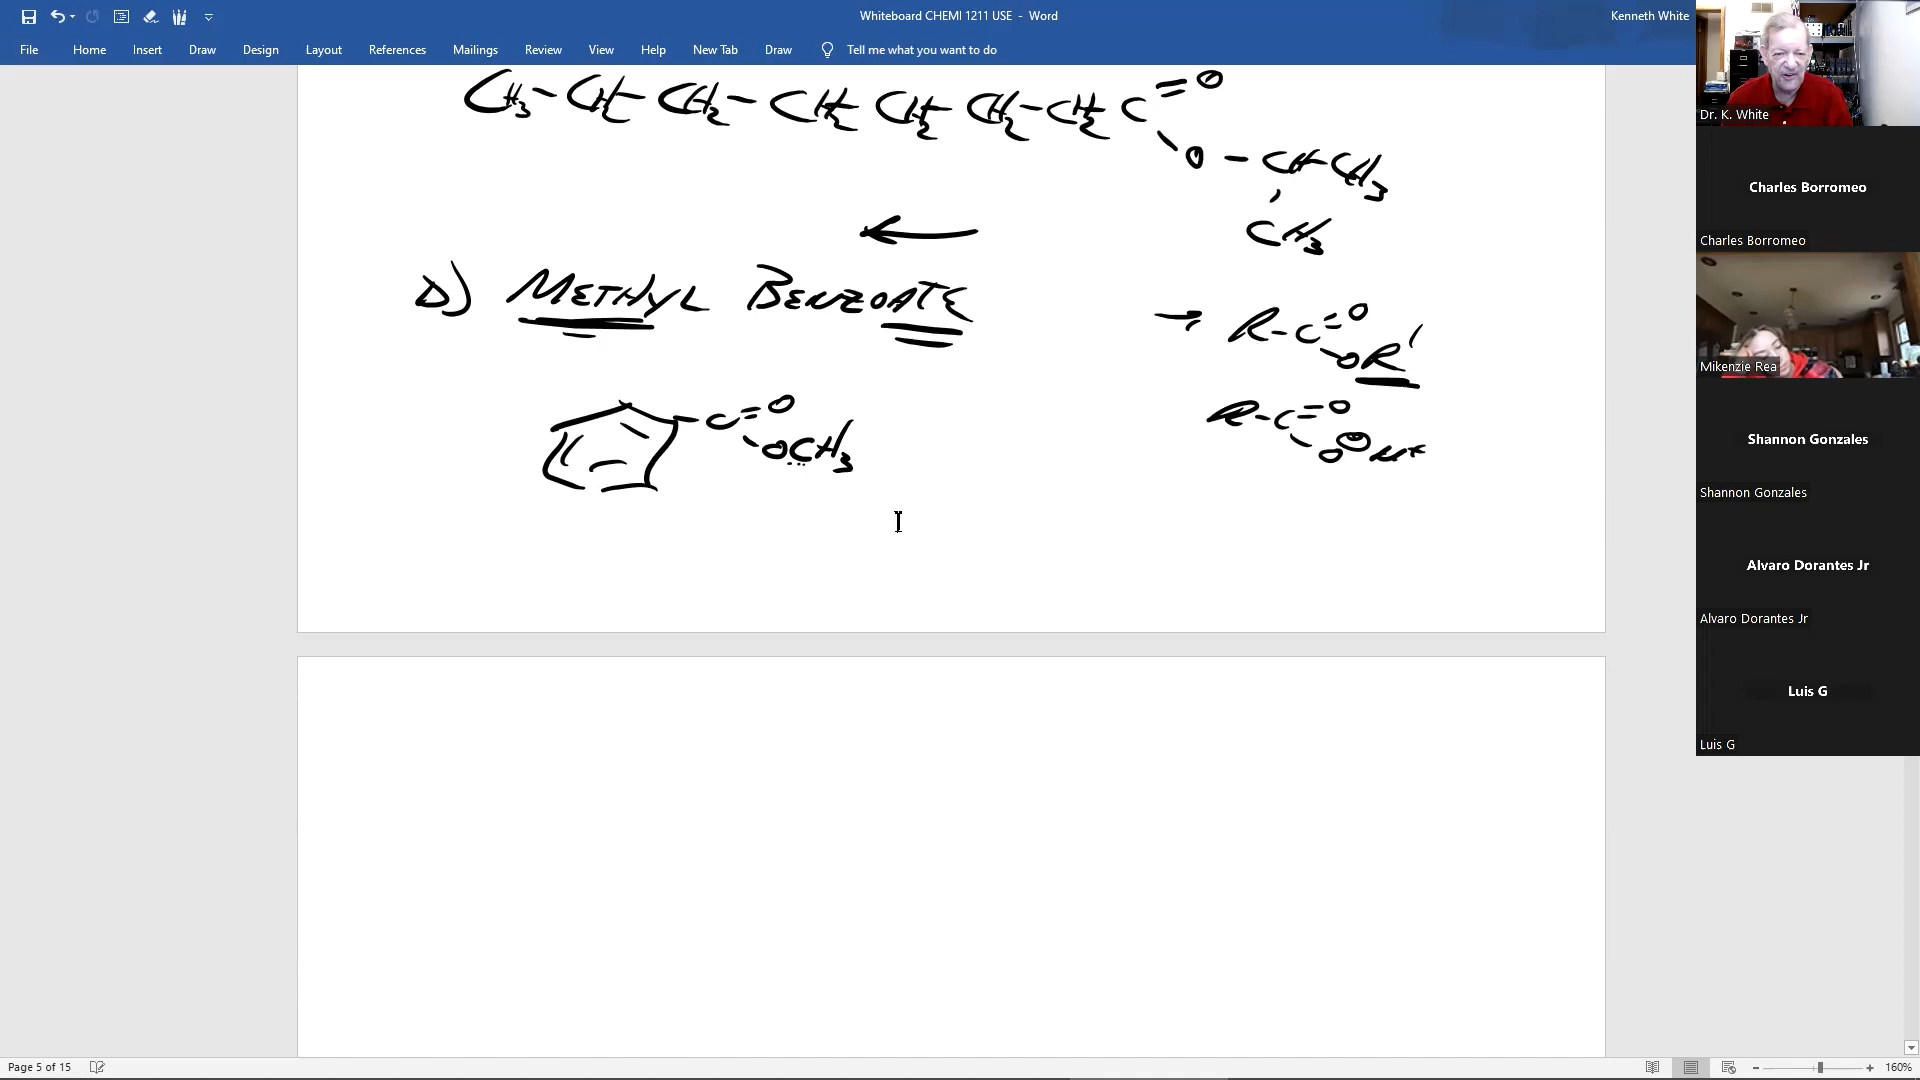 Whiteboard CHEMI 1211 USE - Word
Kenneth White
File Home Insert Draw Design Layout References Mailings Review View Help New Tab Draw Tell me what you want to do
CH3-CH2-CH2-CH2-CH2-CH2-CH2 C=O
O-CH-CH3
CH3
D) METHYL BENZOATE
→ R-C=O
OR'
C=O
OCH3
R-C=O
O⊖ M+
Dr. K. White
Charles Borromeo
Charles Borromeo
Mikenzie Rea
Shannon Gonzales
Shannon Gonzales
Alvaro Dorantes Jr
Alvaro Dorantes Jr
Luis G
Luis G
Page 5 of 15
160%